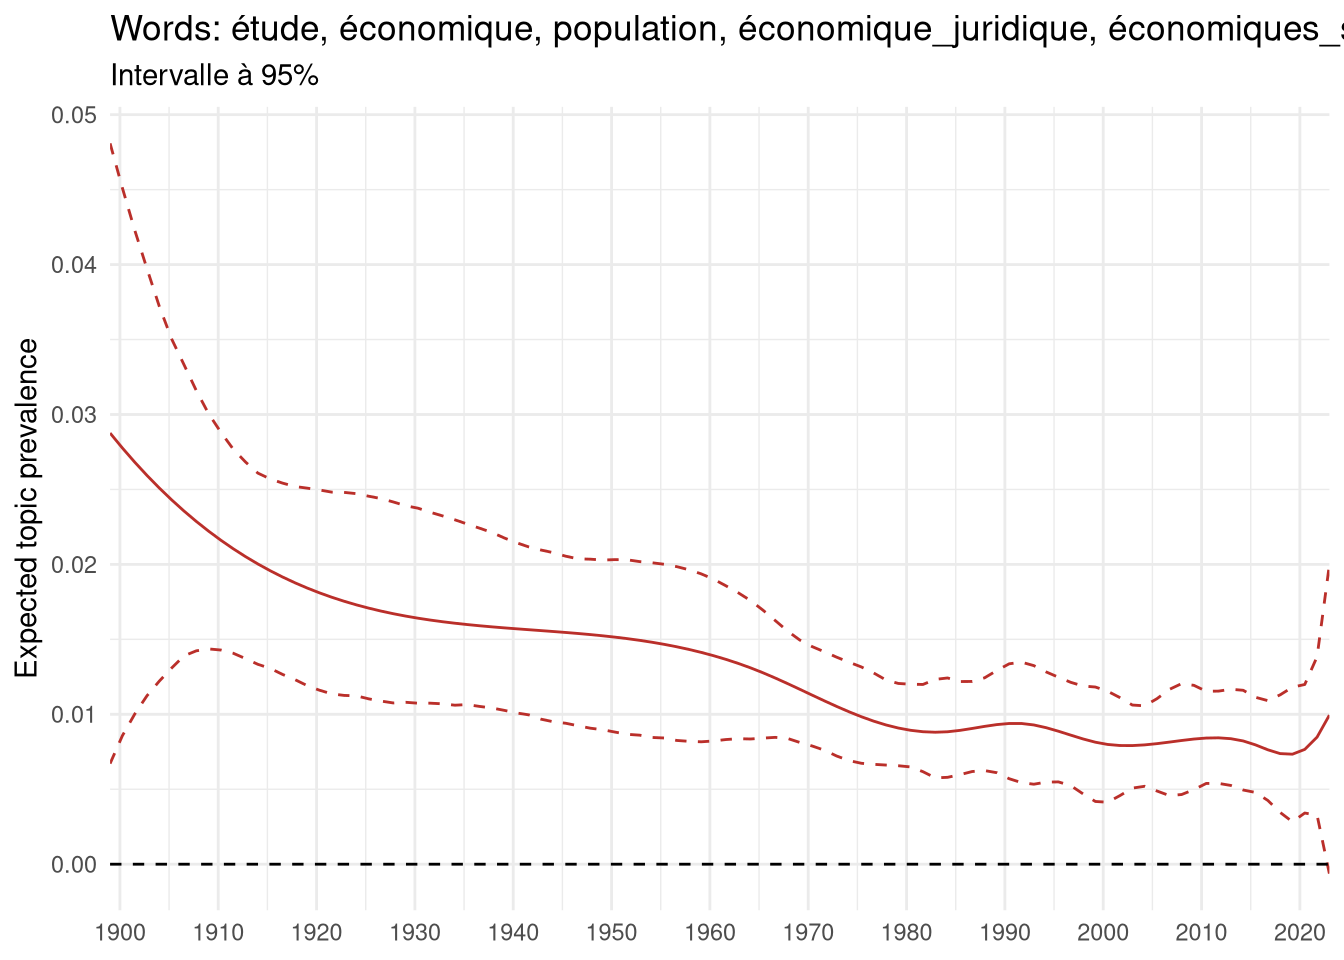 Words: étude, économique, population, économique_juridique, économiques_s
Intervalle à 95%
Expected topic prevalence
0.05
0.04
0.03
0.02
0.01
0.00
1900 1910 1920 1930 1940 1950 1960 1970 1980 1990 2000 2010 2020